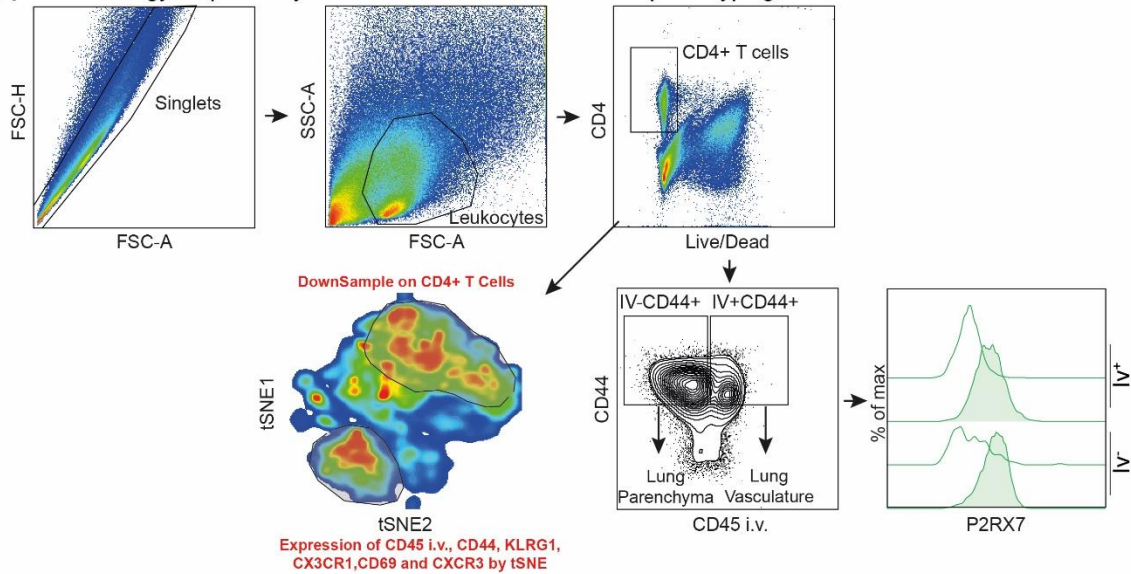 FSC-H
Singlets
FSC-A
SSC-A
Leukocytes
FSC-A
CD4
CD4+ T cells
Live/Dead
DownSample on CD4+ T Cells
tSNE1
tSNE2
Expression of CD45 i.v., CD44, KLRG1,
CX3CR1,CD69 and CXCR3 by tSNE
IV-CD44+ IV+CD44+
CD44
Lung
Parenchyma
Lung
Vasculature
CD45 i.v.
% of max
Iv+
Iv-
P2RX7